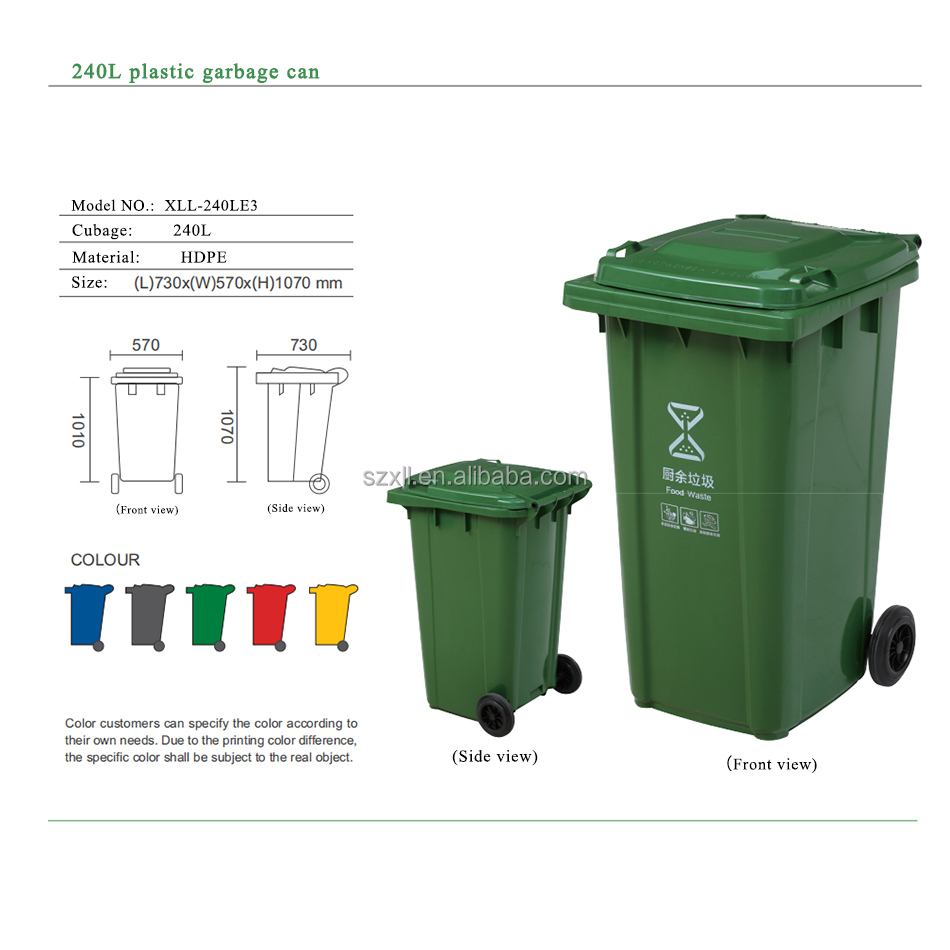 240L plastic garbage can
Model NO.: XLL-240LE3
Cubage: 240L
Material: HDPE
Size: (L)730x(W)570x(H)1070 mm
570
730
1010
1070
(Front view)
(Side view)
szxll.en.alibaba.com
厨余垃圾
Food Waste
COLOUR
Color customers can specify the color according to
their own needs. Due to the printing color difference,
the specific color shall be subject to the real object.
(Side view)
(Front view)